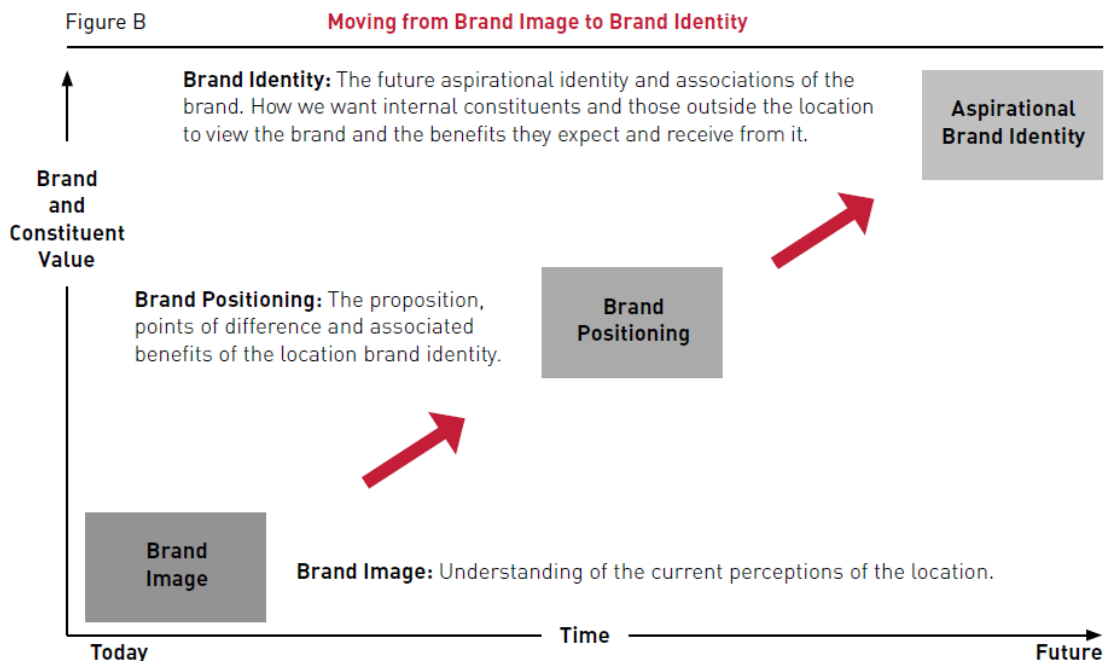 Figure B
Moving from Brand Image to Brand Identity
Brand Identity: The future aspirational identity and associations of the
brand. How we want internal constituents and those outside the location
to view the brand and the benefits they expect and receive from it.
Aspirational
Brand Identity
Brand
and
Constituent
Value
Brand Positioning: The proposition,
points of difference and associated
benefits of the location brand identity.
Brand
Positioning
Brand
Image
Brand Image: Understanding of the current perceptions of the location.
Time
Today
Future